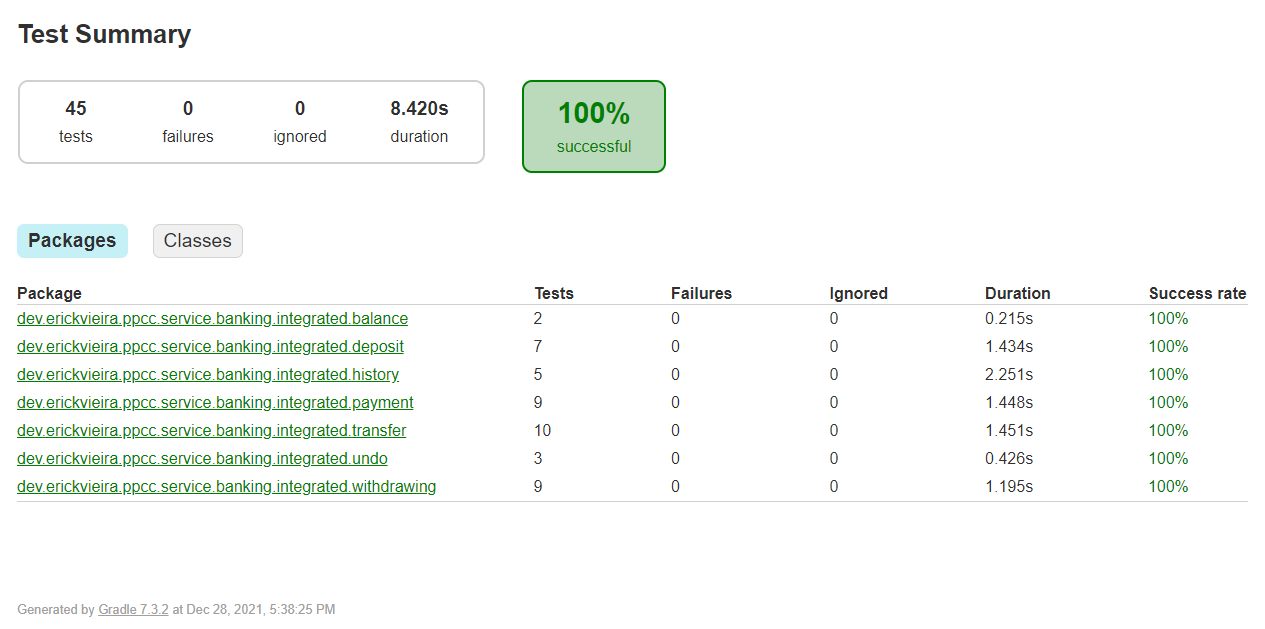 Test Summary
45 0 0 8.420s
tests failures ignored duration
100%
successful
Packages Classes
Package Tests Failures Ignored Duration Success rate
dev.erickvieira.ppcc.service.banking.integrated.balance 2 0 0 0.215s 100%
dev.erickvieira.ppcc.service.banking.integrated.deposit 7 0 0 1.434s 100%
dev.erickvieira.ppcc.service.banking.integrated.history 5 0 0 2.251s 100%
dev.erickvieira.ppcc.service.banking.integrated.payment 9 0 0 1.448s 100%
dev.erickvieira.ppcc.service.banking.integrated.transfer 10 0 0 1.451s 100%
dev.erickvieira.ppcc.service.banking.integrated.undo 3 0 0 0.426s 100%
dev.erickvieira.ppcc.service.banking.integrated.withdrawing 9 0 0 1.195s 100%
Generated by Gradle 7.3.2 at Dec 28, 2021, 5:38:25 PM